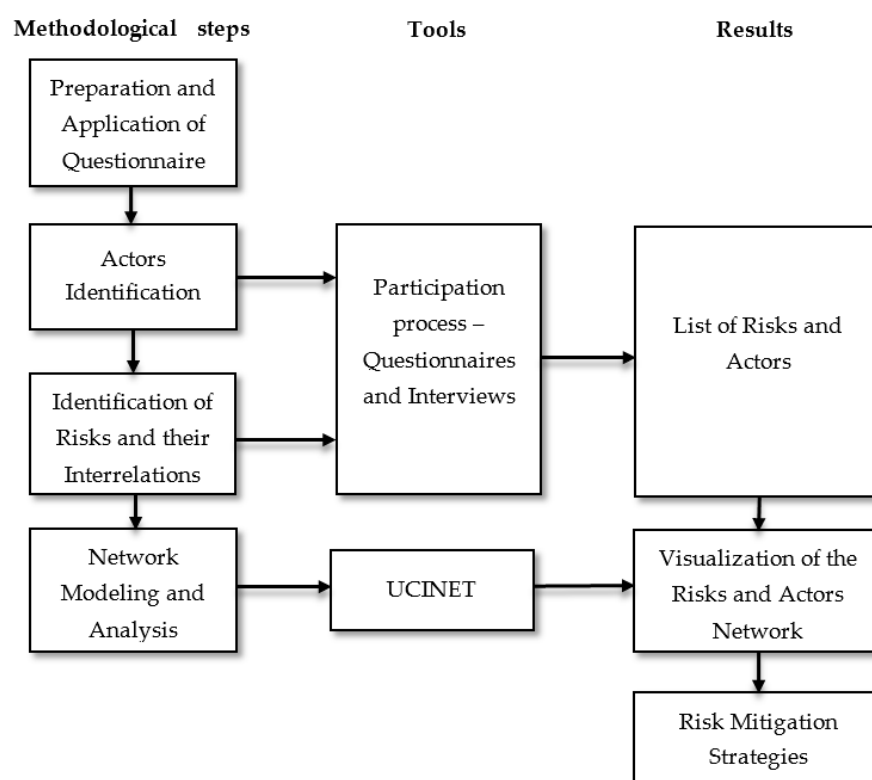 Methodological steps
Tools
Results
Preparation and
Application of
Questionnaire
Actors
Identification
Participation
process –
Questionnaires
and Interviews
List of Risks and
Actors
Identification of
Risks and their
Interrelations
Network
Modeling and
Analysis
UCINET
Visualization of the
Risks and Actors
Network
Risk Mitigation
Strategies